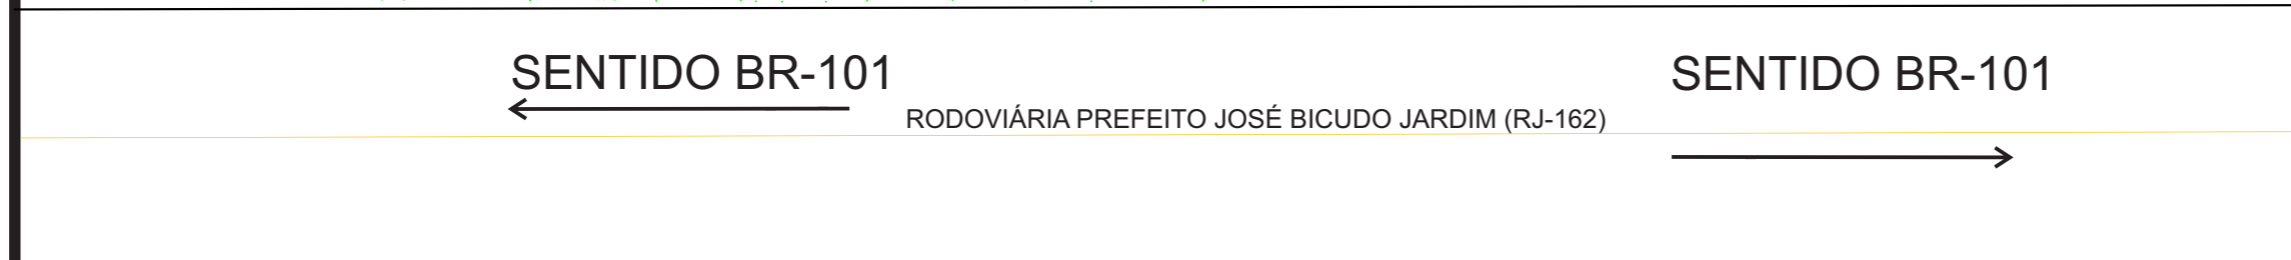 SENTIDO BR-101
SENTIDO BR-101
RODOVIÁRIA PREFEITO JOSÉ BICUDO JARDIM (RJ-162)